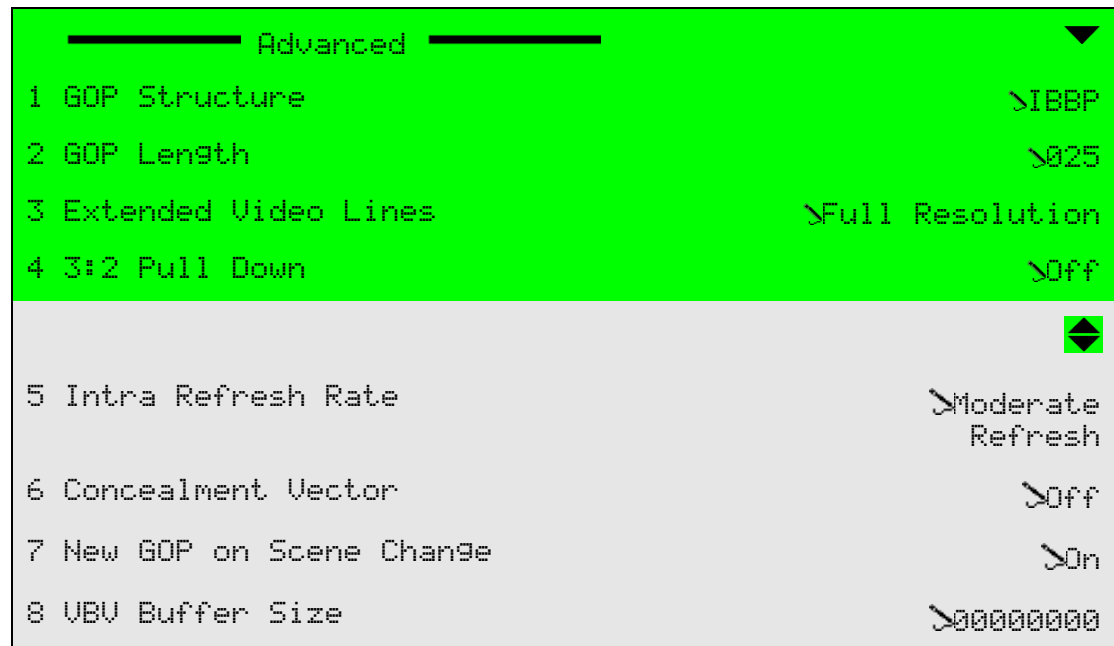 Advanced
1 GOP Structure IBBP
2 GOP Length 025
3 Extended Video Lines Full Resolution
4 3:2 Pull Down Off
5 Intra Refresh Rate Moderate
Refresh
6 Concealment Vector Off
7 New GOP on Scene Change On
8 VBV Buffer Size 00000000